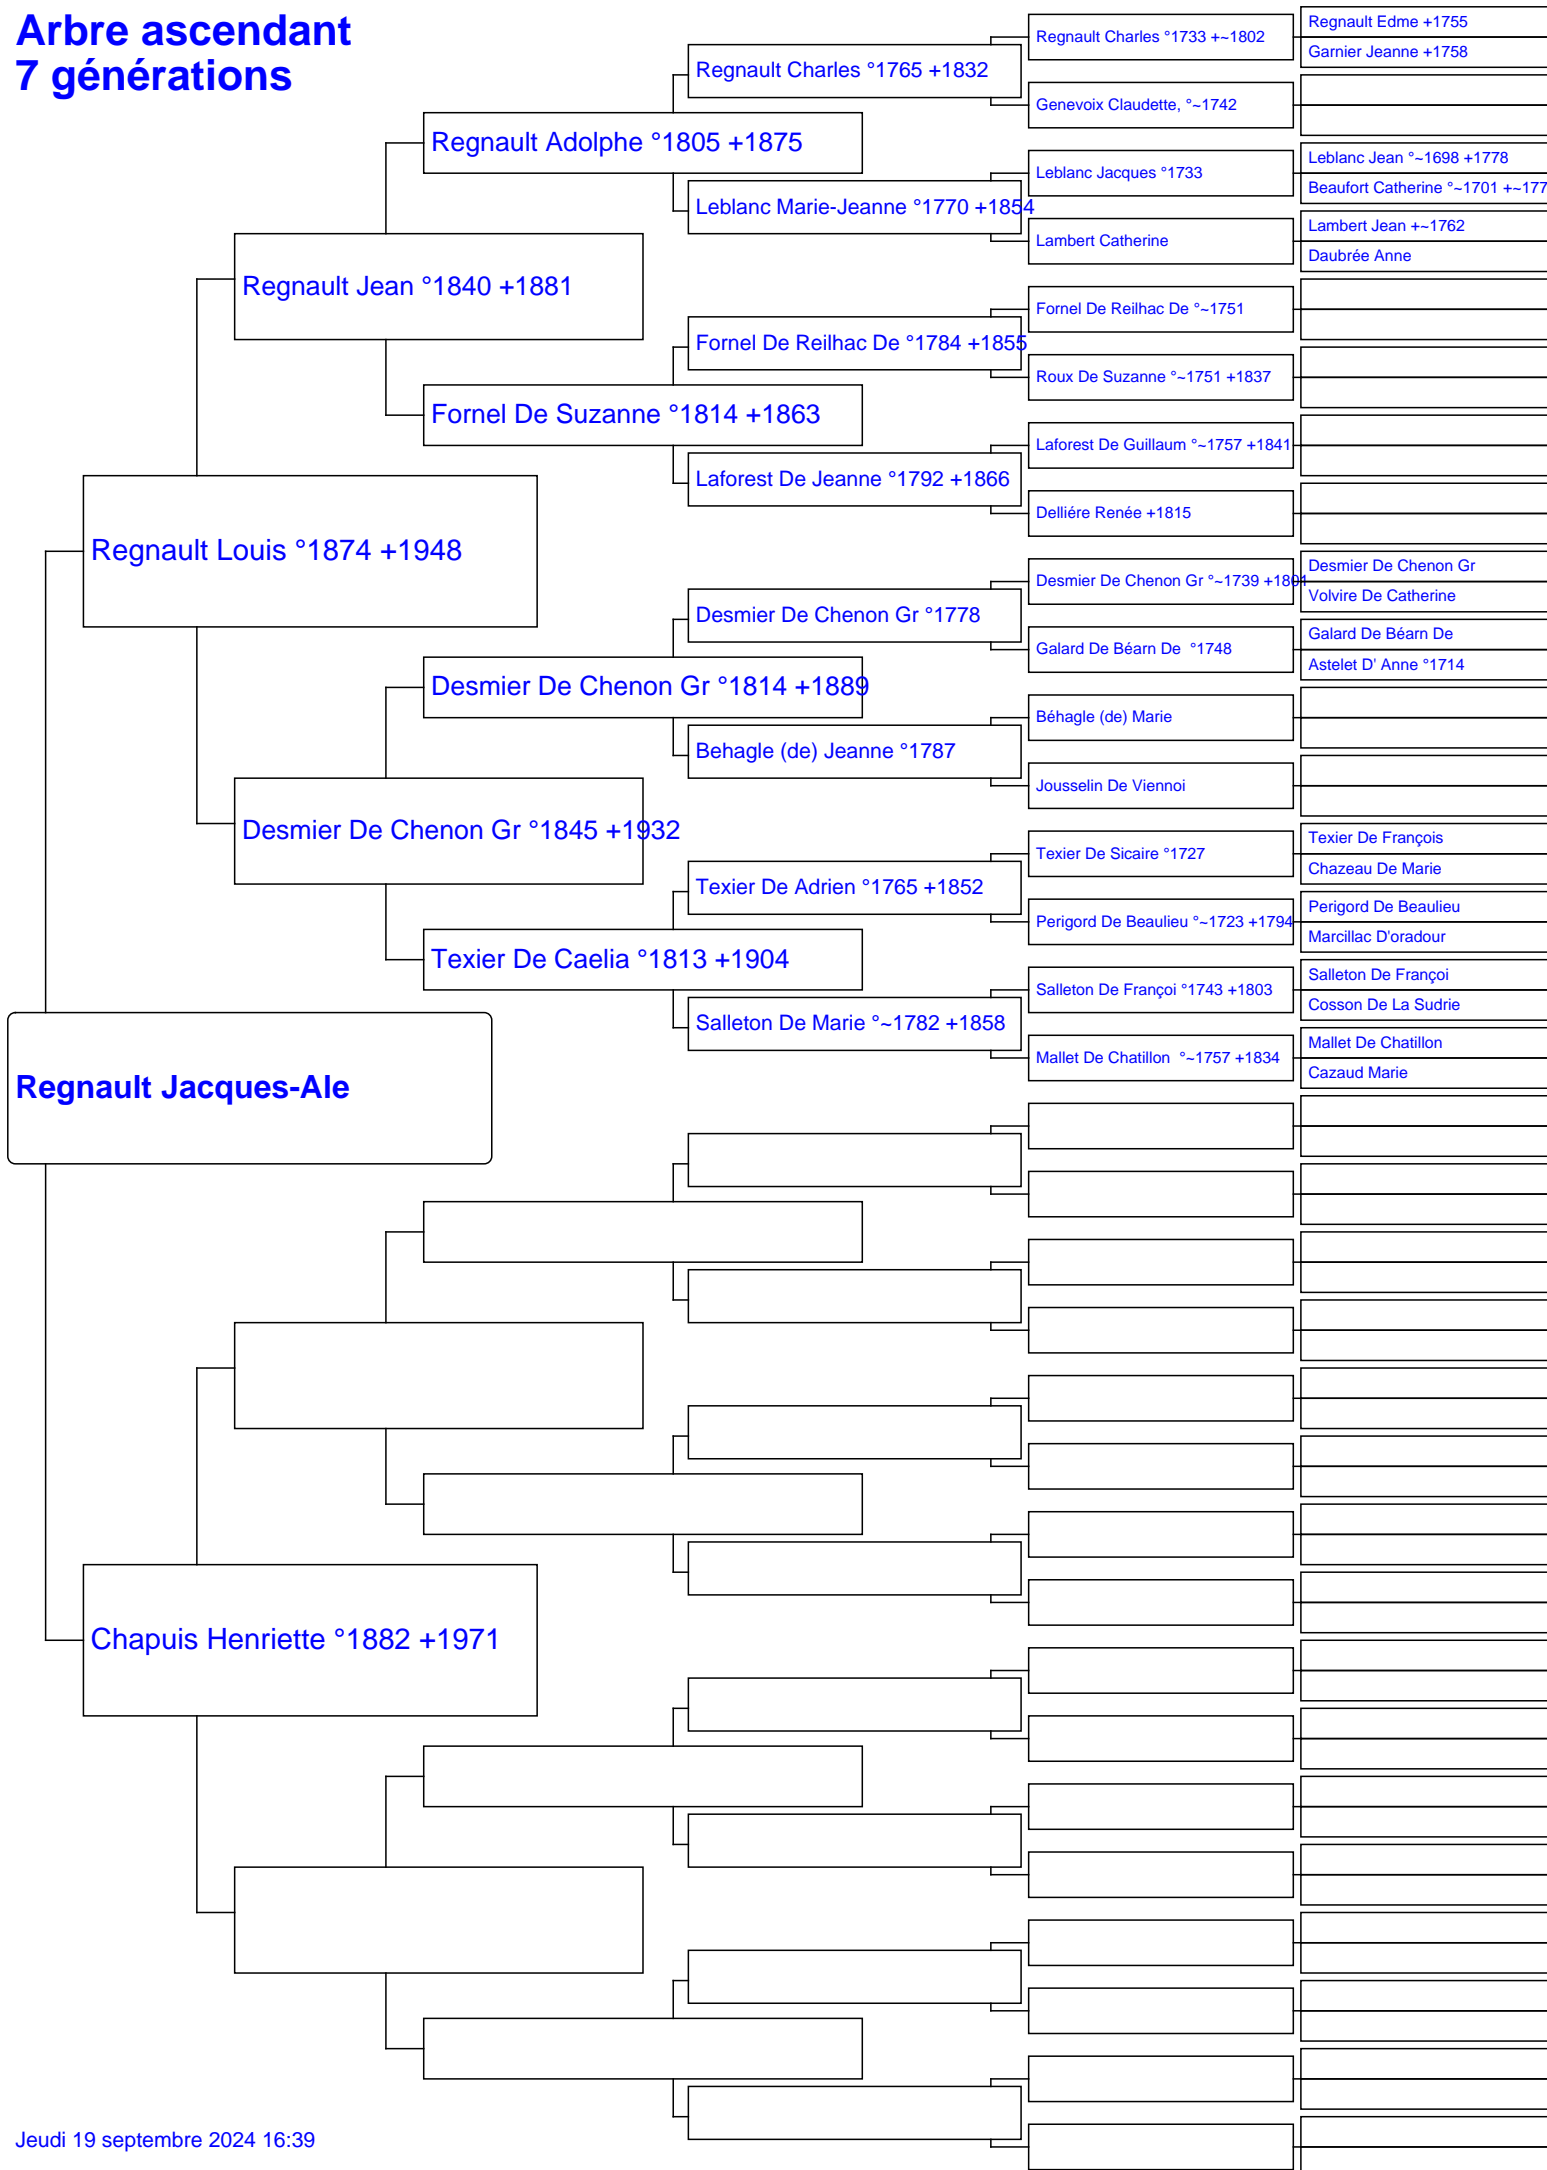 Arbre ascendant
7 générations
Regnault Charles °1733 +~1802
Regnault Edme +1755
Garnier Jeanne +1758
Regnault Charles °1765 +1832
Genevoix Claudette, °~1742
Regnault Adolphe °1805 +1875
Leblanc Jacques °1733
Leblanc Jean °~1698 +1778
Beaufort Catherine °~1701 +~177
Leblanc Marie-Jeanne °1770 +1854
Lambert Catherine
Lambert Jean +~1762
Daubrée Anne
Regnault Jean °1840 +1881
Fornel De Reilhac De °~1751
Fornel De Reilhac De °1784 +1855
Roux De Suzanne °~1751 +1837
Fornel De Suzanne °1814 +1863
Laforest De Guillaum °~1757 +1841
Laforest De Jeanne °1792 +1866
Delliére Renée +1815
Regnault Louis °1874 +1948
Desmier De Chenon Gr °~1739 +1801
Desmier De Chenon Gr
Volvire De Catherine
Desmier De Chenon Gr °1778
Galard De Béarn De  °1748
Galard De Béarn De
Astelet D' Anne °1714
Desmier De Chenon Gr °1814 +1889
Béhagle (de) Marie
Behagle (de) Jeanne °1787
Jousselin De Viennoi
Desmier De Chenon Gr °1845 +1932
Texier De Sicaire °1727
Texier De François
Chazeau De Marie
Texier De Adrien °1765 +1852
Perigord De Beaulieu °~1723 +1794
Perigord De Beaulieu
Marcillac D'oradour
Texier De Caelia °1813 +1904
Salleton De Françoi °1743 +1803
Salleton De Françoi
Cosson De La Sudrie
Salleton De Marie °~1782 +1858
Mallet De Chatillon  °~1757 +1834
Mallet De Chatillon
Cazaud Marie
Regnault Jacques-Ale
Chapuis Henriette °1882 +1971
Jeudi 19 septembre 2024 16:39